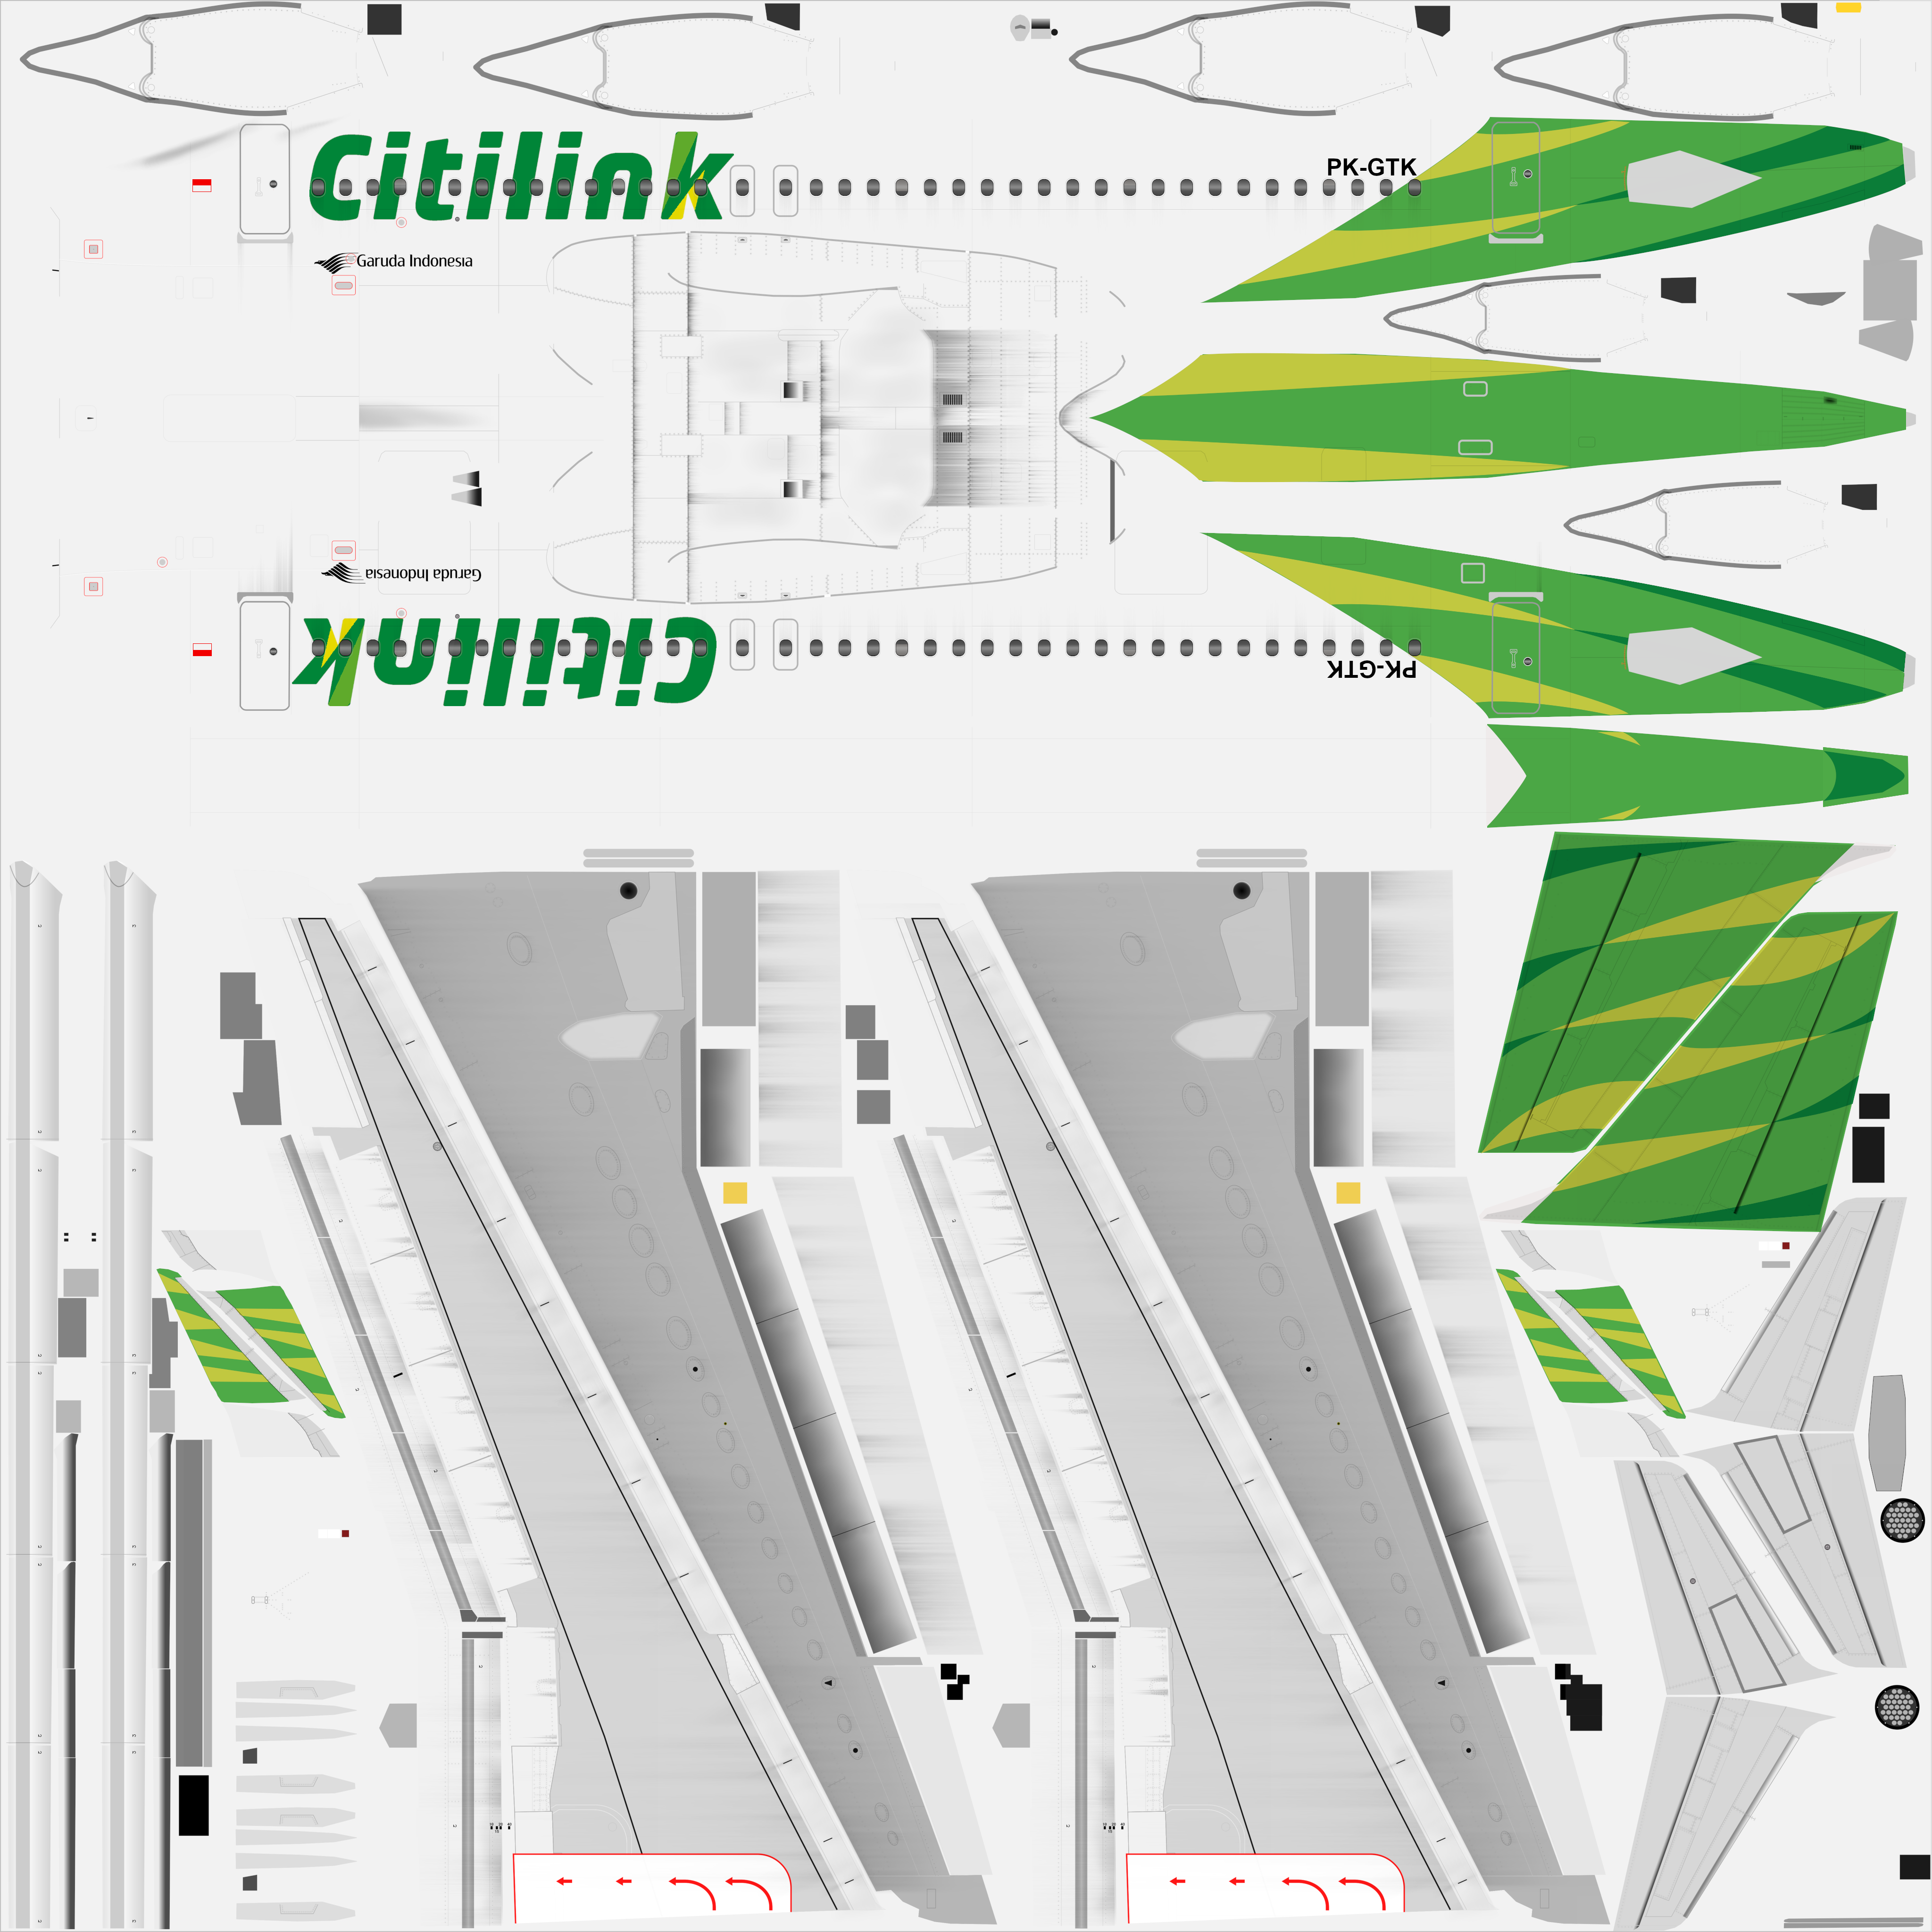 Citilink
PK-GTK
Garuda Indonesia
Garuda Indonesia
Citilink
PK-GTK